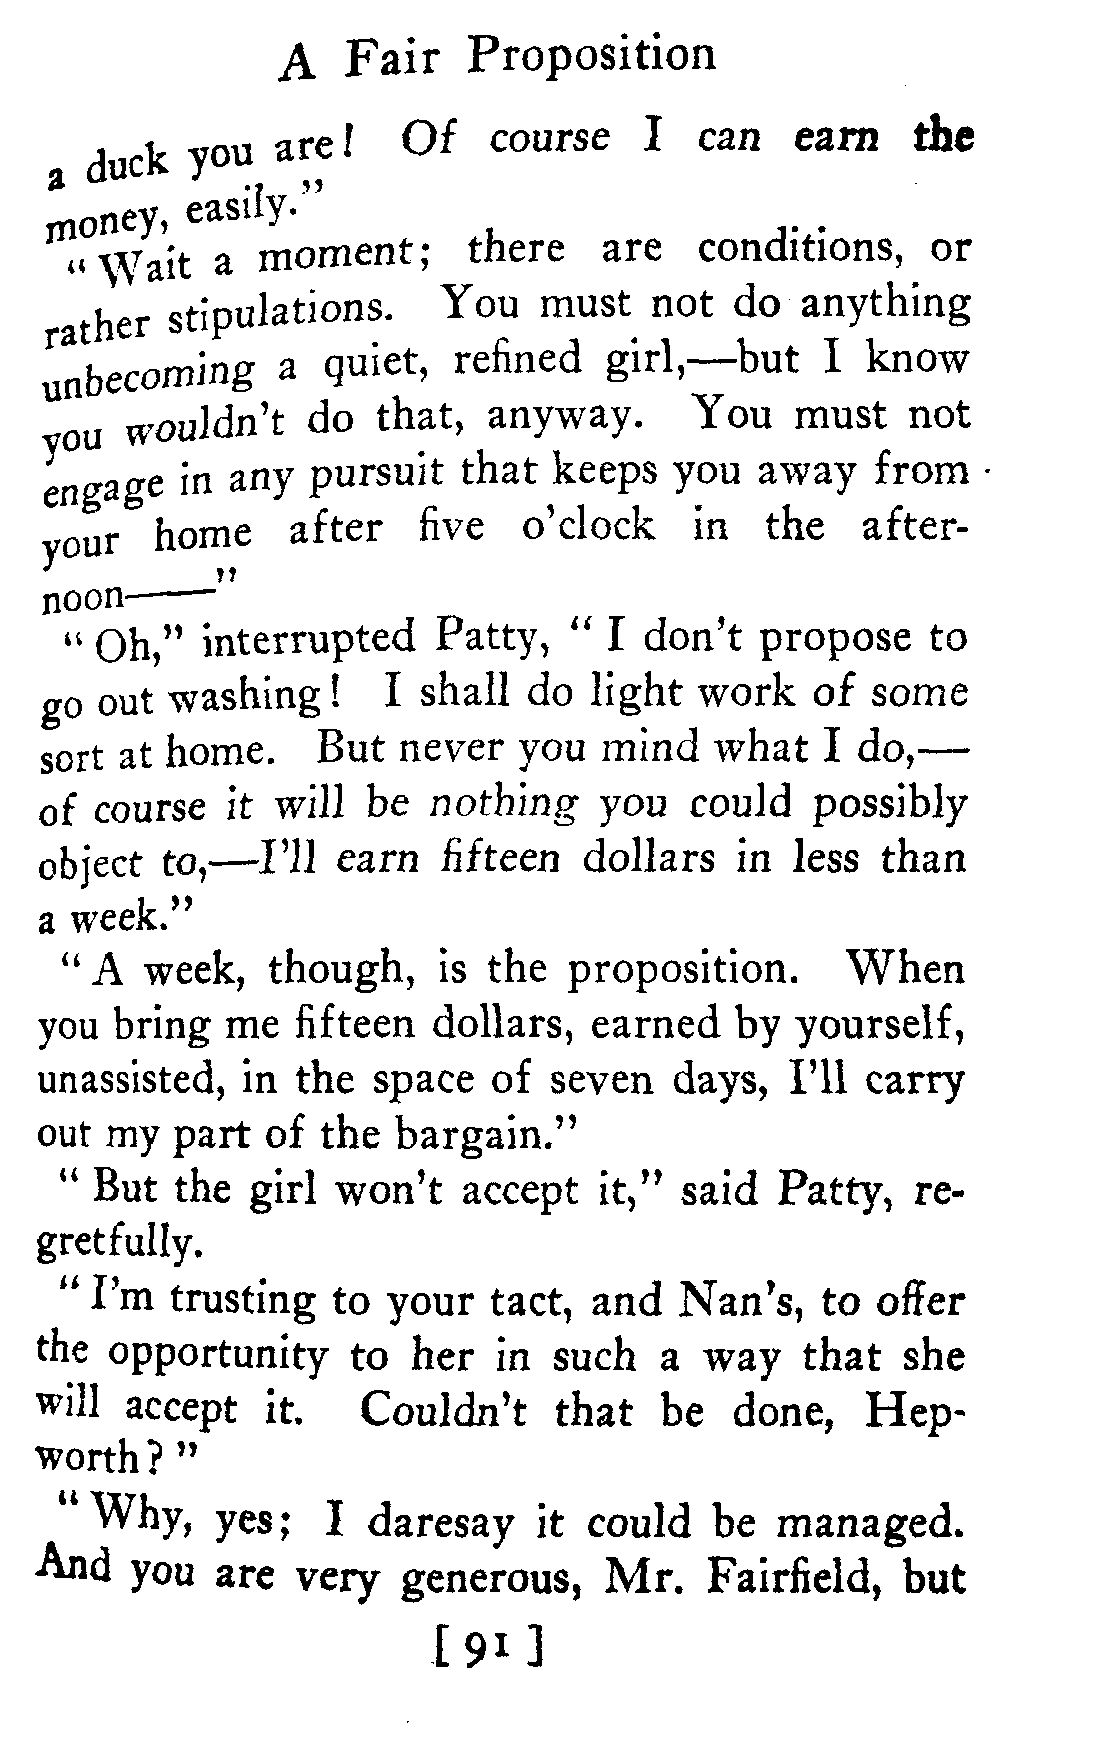 A Fair Proposition
a duck you are! Of course I can earn the
money, easily."
"Wait a moment; there are conditions, or
rather stipulations. You must not do anything
unbecoming a quiet, refined girl,—but I know
you wouldn't do that, anyway. You must not
engage in any pursuit that keeps you away from
your home after five o'clock in the after-
noon——"
"Oh," interrupted Patty, "I don't propose to
go out washing! I shall do light work of some
sort at home. But never you mind what I do,—
of course it will be nothing you could possibly
object to,—I'll earn fifteen dollars in less than
a week."
"A week, though, is the proposition. When
you bring me fifteen dollars, earned by yourself,
unassisted, in the space of seven days, I'll carry
out my part of the bargain."
"But the girl won't accept it," said Patty, re-
gretfully.
"I'm trusting to your tact, and Nan's, to offer
the opportunity to her in such a way that she
will accept it. Couldn't that be done, Hep-
worth?"
"Why, yes; I daresay it could be managed.
And you are very generous, Mr. Fairfield, but
[91]